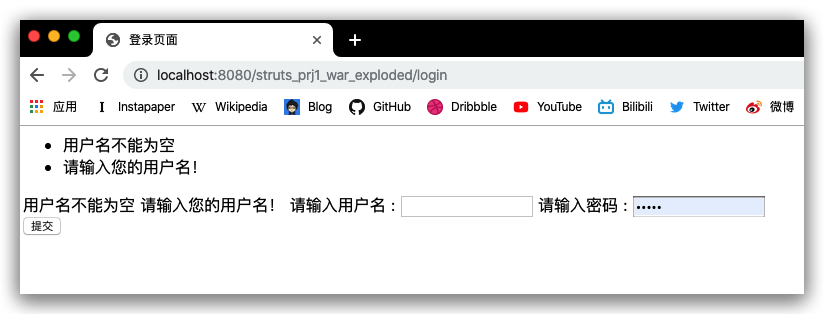 登录页面
localhost:8080/struts_prj1_war_exploded/login
应用 Instapaper Wikipedia Blog GitHub Dribbble YouTube Bilibili Twitter 微博
用户名不能为空
请输入您的用户名！
用户名不能为空 请输入您的用户名！ 请输入用户名： 请输入密码：•••••
提交